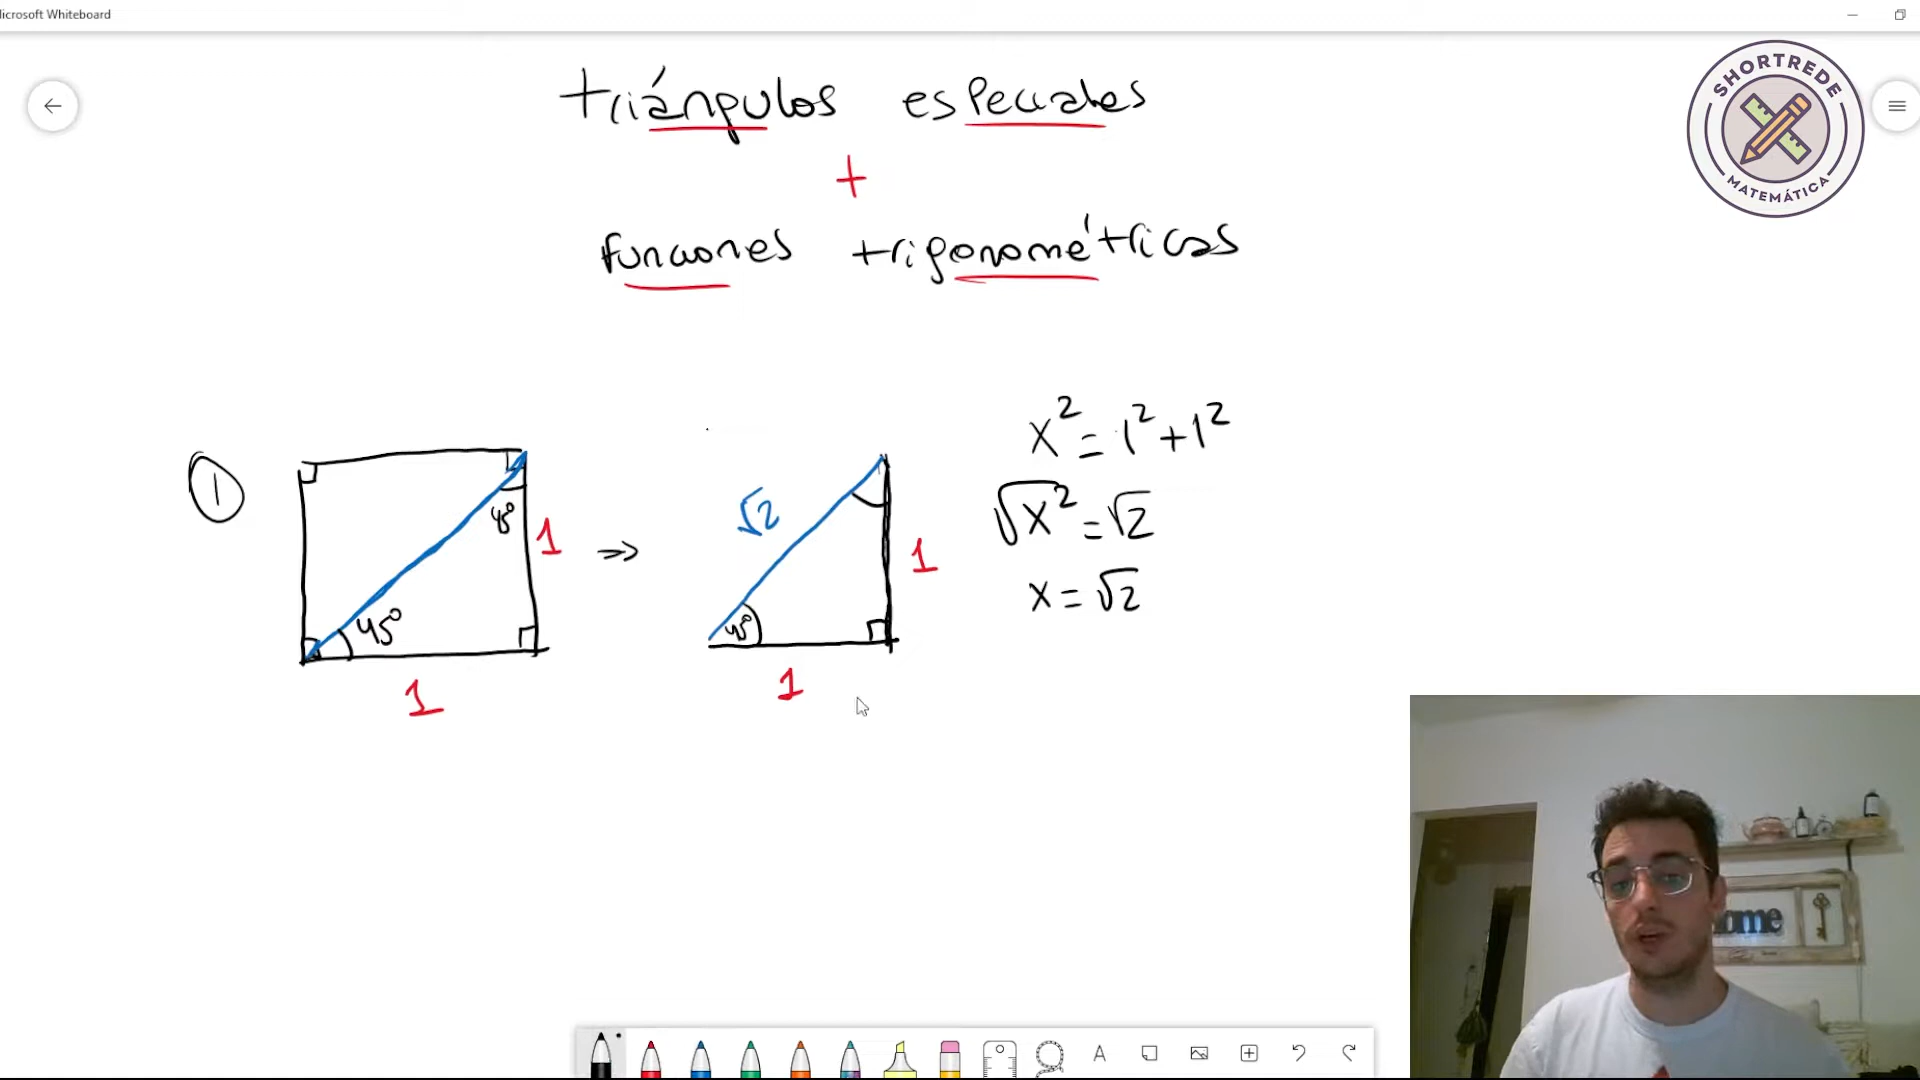 Microsoft Whiteboard
SHORTREDE
MATEMÁTICA
triángulos especiales
+
funciones trigonométricas
1
45°
45°
1
1
⇒
√2
45°
1
1
x² = 1² + 1²
√x² = √2
x = √2
home
A